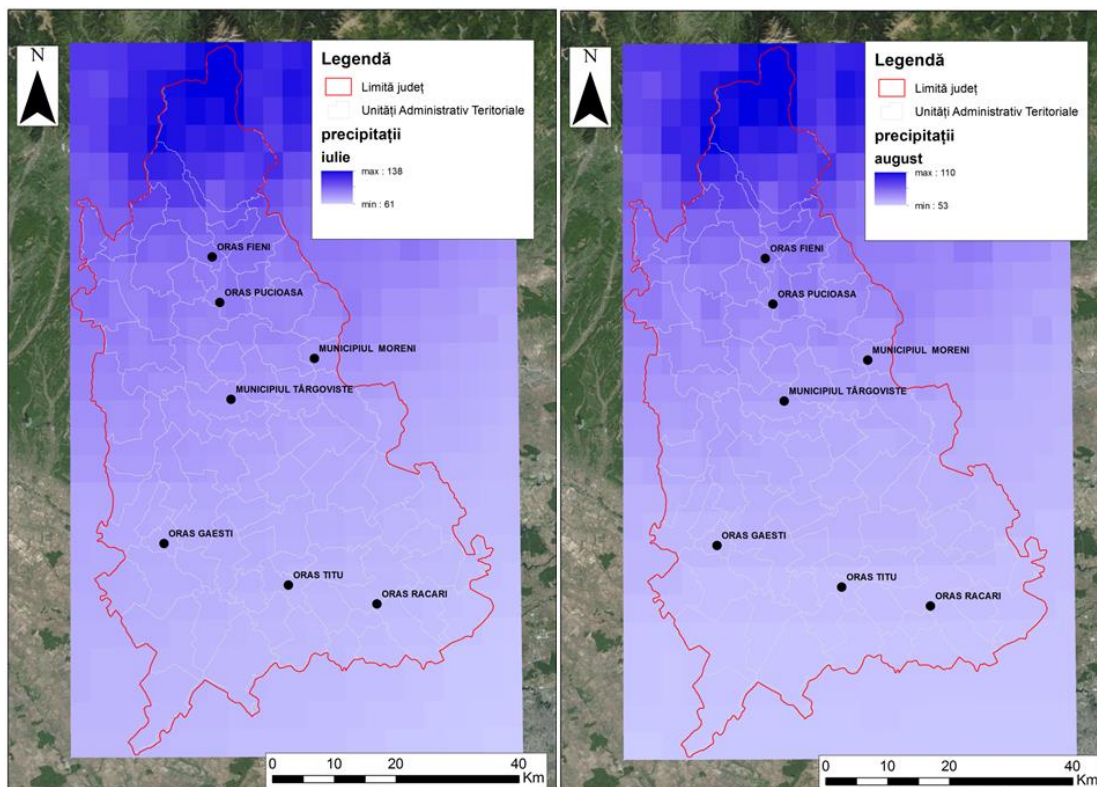 N
Legendă
Limită județ
Unități Administrativ Teritoriale
precipitații
iulie
max : 138
min : 61
ORAS FIENI
ORAS PUCIOASA
MUNICIPIUL MORENI
MUNICIPIUL TÂRGOVISTE
ORAS GAESTI
ORAS TITU
ORAS RACARI
0 10 20 40
Km
N
Legendă
Limită județ
Unități Administrativ Teritoriale
precipitații
august
max : 110
min : 53
ORAS FIENI
ORAS PUCIOASA
MUNICIPIUL MORENI
MUNICIPIUL TÂRGOVISTE
ORAS GAESTI
ORAS TITU
ORAS RACARI
0 10 20 40
Km